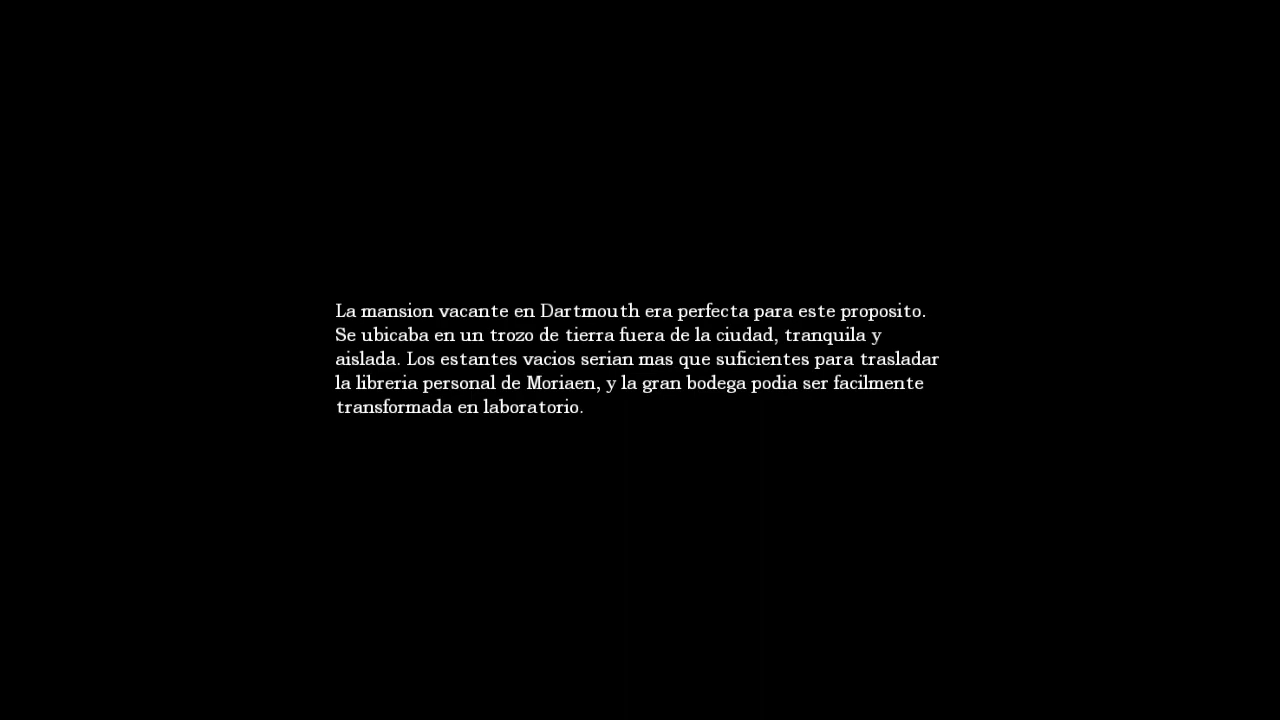 La mansion vacante en Dartmouth era perfecta para este proposito.
Se ubicaba en un trozo de tierra fuera de la ciudad, tranquila y
aislada. Los estantes vacios serian mas que suficientes para trasladar
la libreria personal de Moriaen, y la gran bodega podia ser facilmente
transformada en laboratorio.